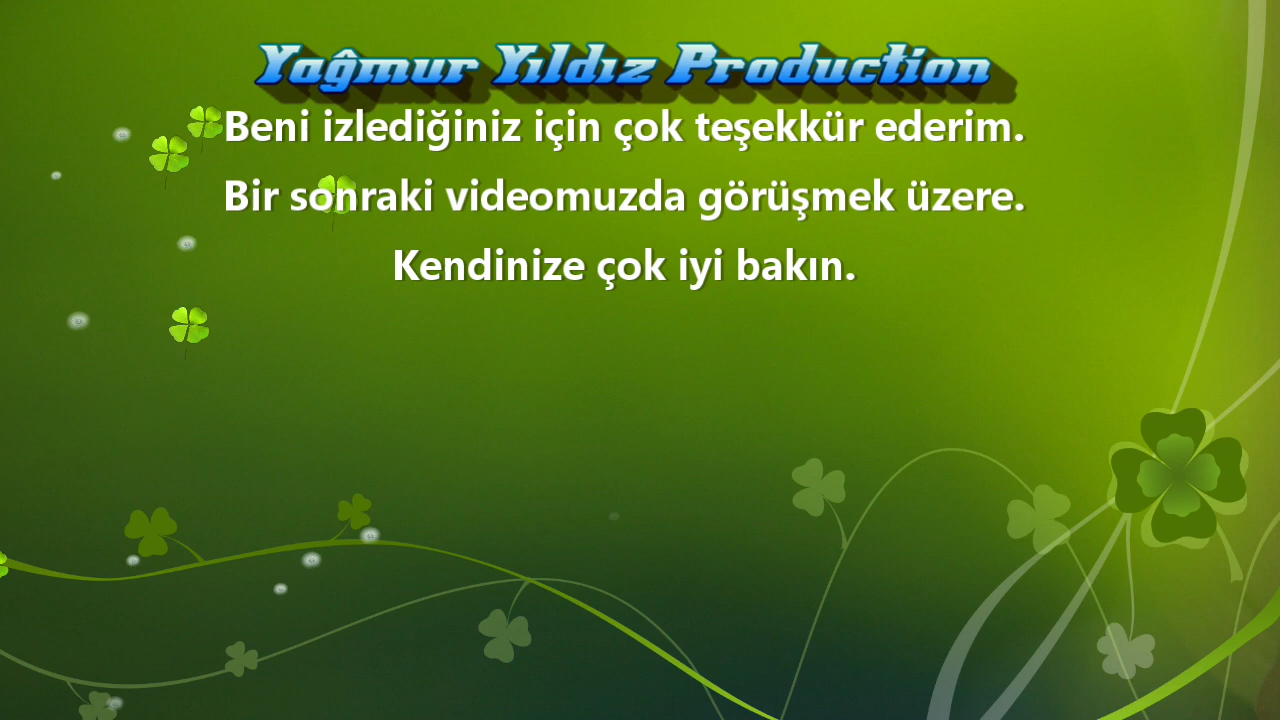 Yağmur Yıldız Production
Beni izlediğiniz için çok teşekkür ederim.
Bir sonraki videomuzda görüşmek üzere.
Kendinize çok iyi bakın.